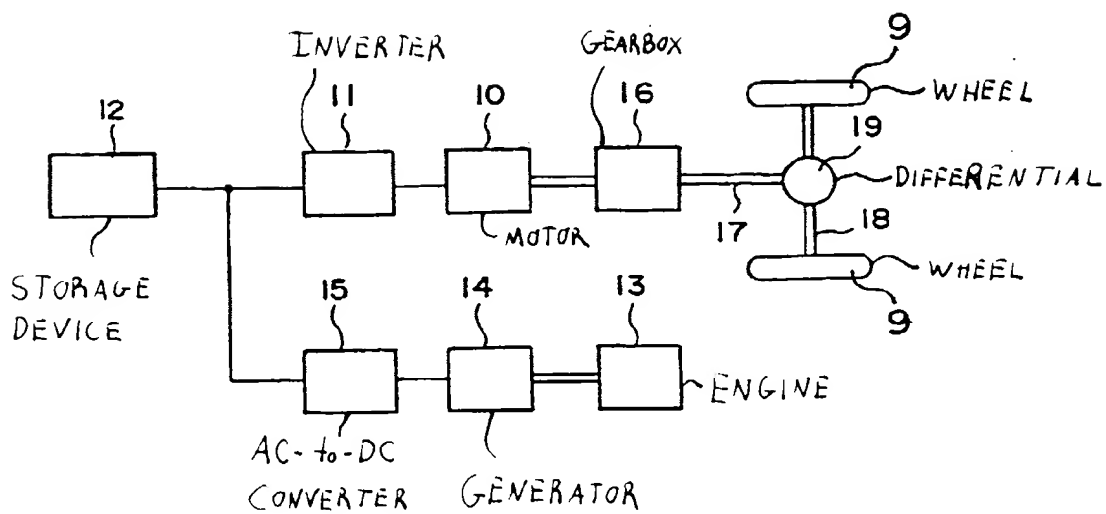 INVERTER
GEARBOX
9
WHEEL
12
11
10
16
19
DIFFERENTIAL
17
18
MOTOR
STORAGE
DEVICE
WHEEL
9
15
14
13
ENGINE
AC-to-DC
CONVERTER
GENERATOR